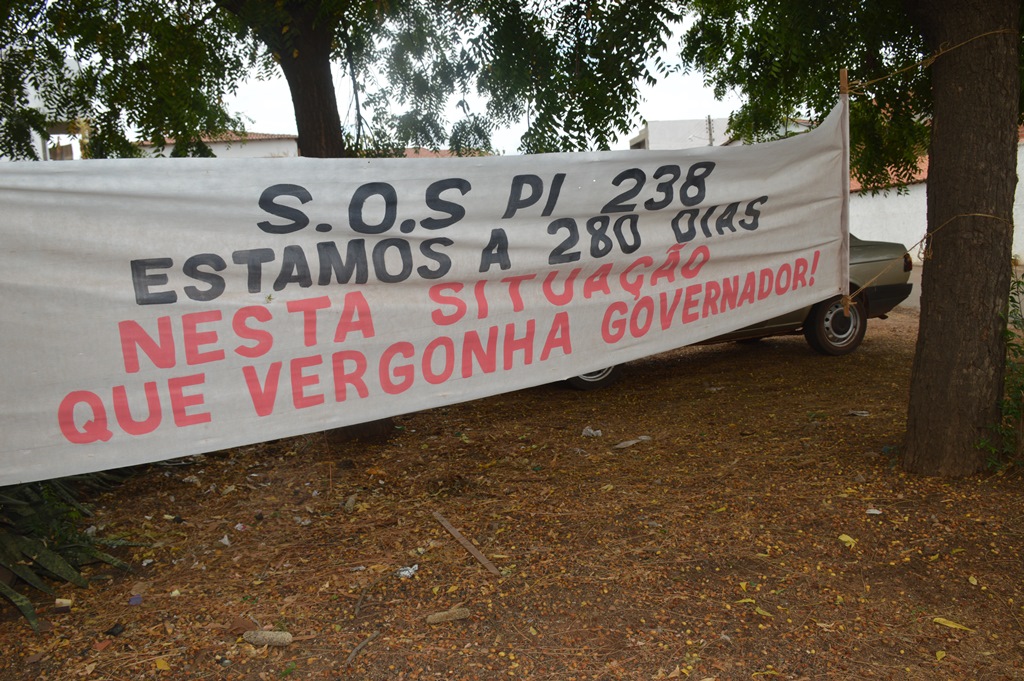 S.O.S PI 238
ESTAMOS A 280 DIAS
NESTA SITUAÇÃO
QUE VERGONHA GOVERNADOR!